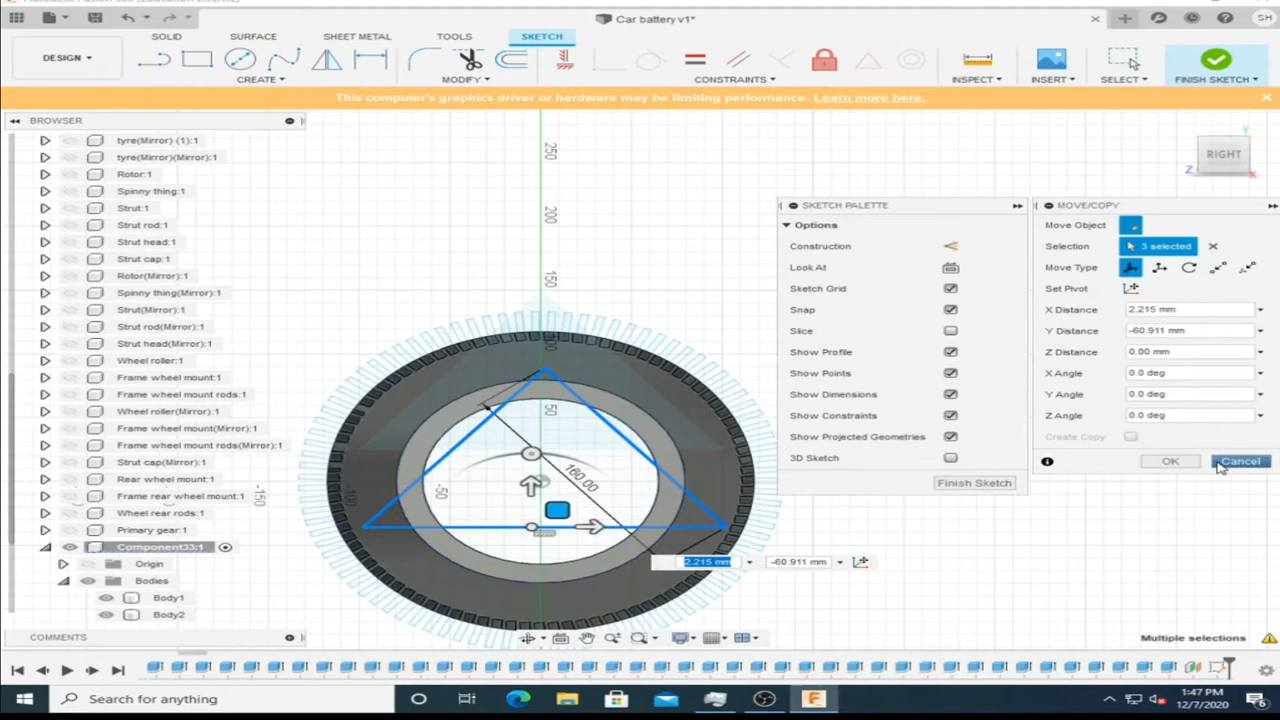 Car battery v1*
SH
DESIGN
SOLID
SURFACE
SHEET METAL
TOOLS
SKETCH
CREATE
MODIFY
CONSTRAINTS
INSPECT
INSERT
SELECT
FINISH SKETCH
This computer's graphics driver or hardware may be limiting performance. Learn more here.
BROWSER
tyre(Mirror) (1):1
tyre(Mirror)(Mirror):1
Rotor:1
Spinny thing:1
Strut:1
Strut rod:1
Strut head:1
Strut cap:1
Rotor(Mirror):1
Spinny thing(Mirror):1
Strut(Mirror):1
Strut rod(Mirror):1
Strut head(Mirror):1
Wheel roller:1
Frame wheel mount:1
Frame wheel mount rods:1
Wheel roller(Mirror):1
Frame wheel mount(Mirror):1
Frame wheel mount rods(Mirror):1
Strut cap(Mirror):1
Rear wheel mount:1
Frame rear wheel mount:1
Wheel rear rods:1
Primary gear:1
Component33:1
Origin
Bodies
Body1
Body2
COMMENTS
250
200
150
100
50
-50
-100
-150
160.00
2.215 mm
-60.911 mm
RIGHT
Y
Z
X
SKETCH PALETTE
Options
Construction
Look At
Sketch Grid
Snap
Slice
Show Profile
Show Points
Show Dimensions
Show Constraints
Show Projected Geometries
3D Sketch
Finish Sketch
MOVE/COPY
Move Object
Selection 3 selected
Move Type
Set Pivot
X Distance 2.215 mm
Y Distance -60.911 mm
Z Distance 0.00 mm
X Angle 0.0 deg
Y Angle 0.0 deg
Z Angle 0.0 deg
Create Copy
OK Cancel
Multiple selections
Search for anything
1:47 PM
12/7/2020